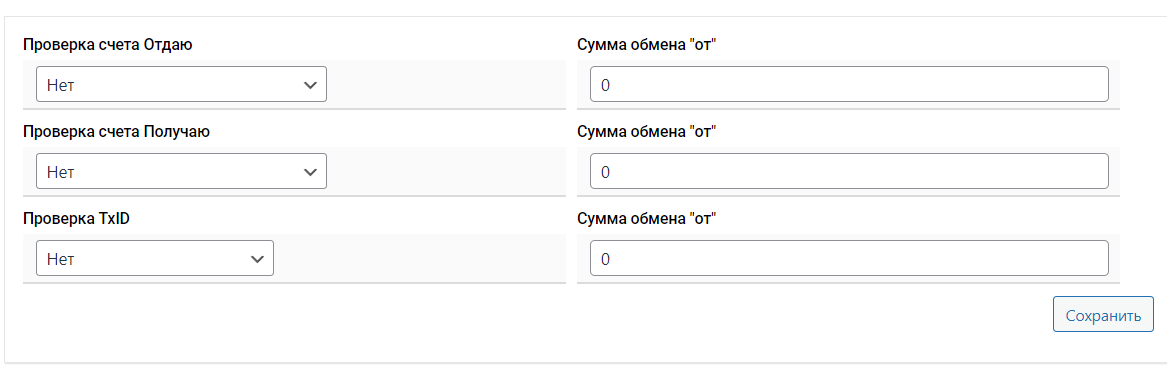 Проверка счета Отдаю
Сумма обмена "от"
Нет
0
Проверка счета Получаю
Сумма обмена "от"
Нет
0
Проверка TxID
Сумма обмена "от"
Нет
0
Сохранить